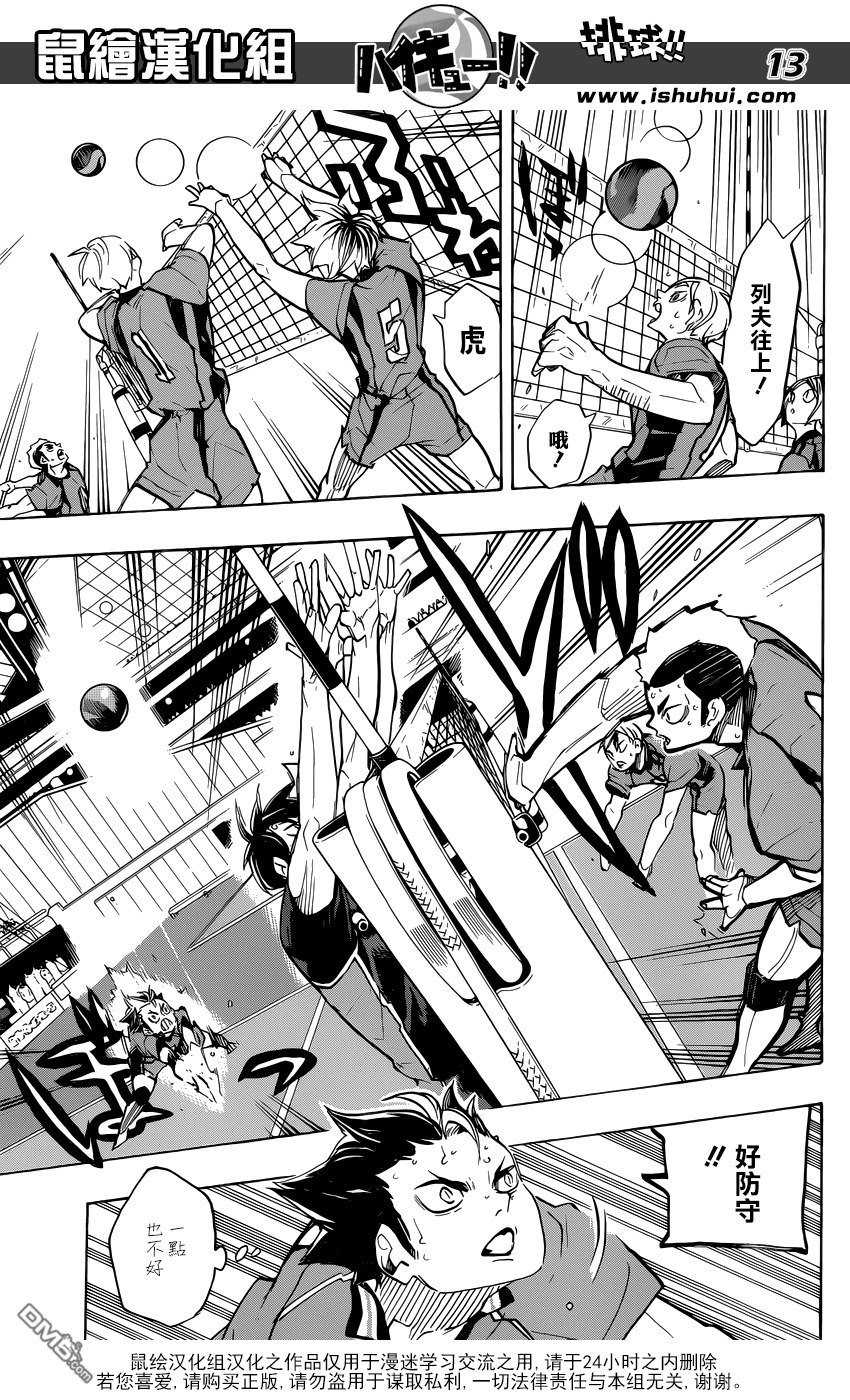 鼠繪漢化組
ハイキュー!!
排球!!
13
www.ishuhui.com
列夫往上！
哦！
虎
1
5
好防守!!
一點
也
不好
DM5.com
鼠绘汉化组汉化之作品仅用于漫迷学习交流之用, 请于24小时之内删除
若您喜爱, 请购买正版, 请勿盗用于谋取私利, 一切法律责任与本组无关, 谢谢。